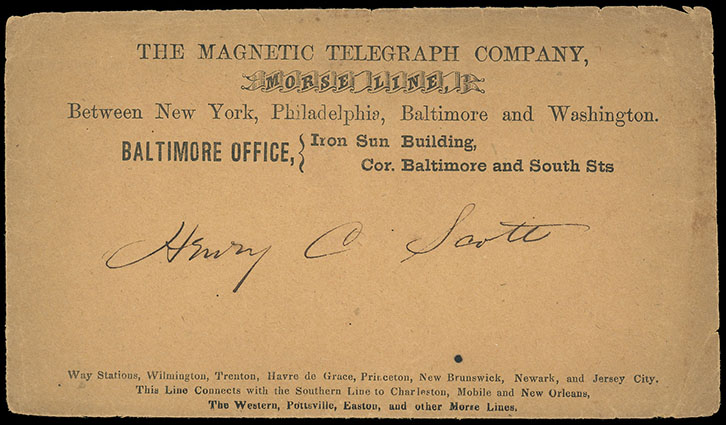 THE MAGNETIC TELEGRAPH COMPANY,
MORSE LINE,
Between New York, Philadelphia, Baltimore and Washington.
BALTIMORE OFFICE, { Iron Sun Building,
Cor. Baltimore and South Sts
Henry C. Scott
Way Stations, Wilmington, Trenton, Havre de Grace, Princeton, New Brunswick, Newark, and Jersey City.
This Line Connects with the Southern Line to Charleston, Mobile and New Orleans,
The Western, Pottsville, Easton, and other Morse Lines.